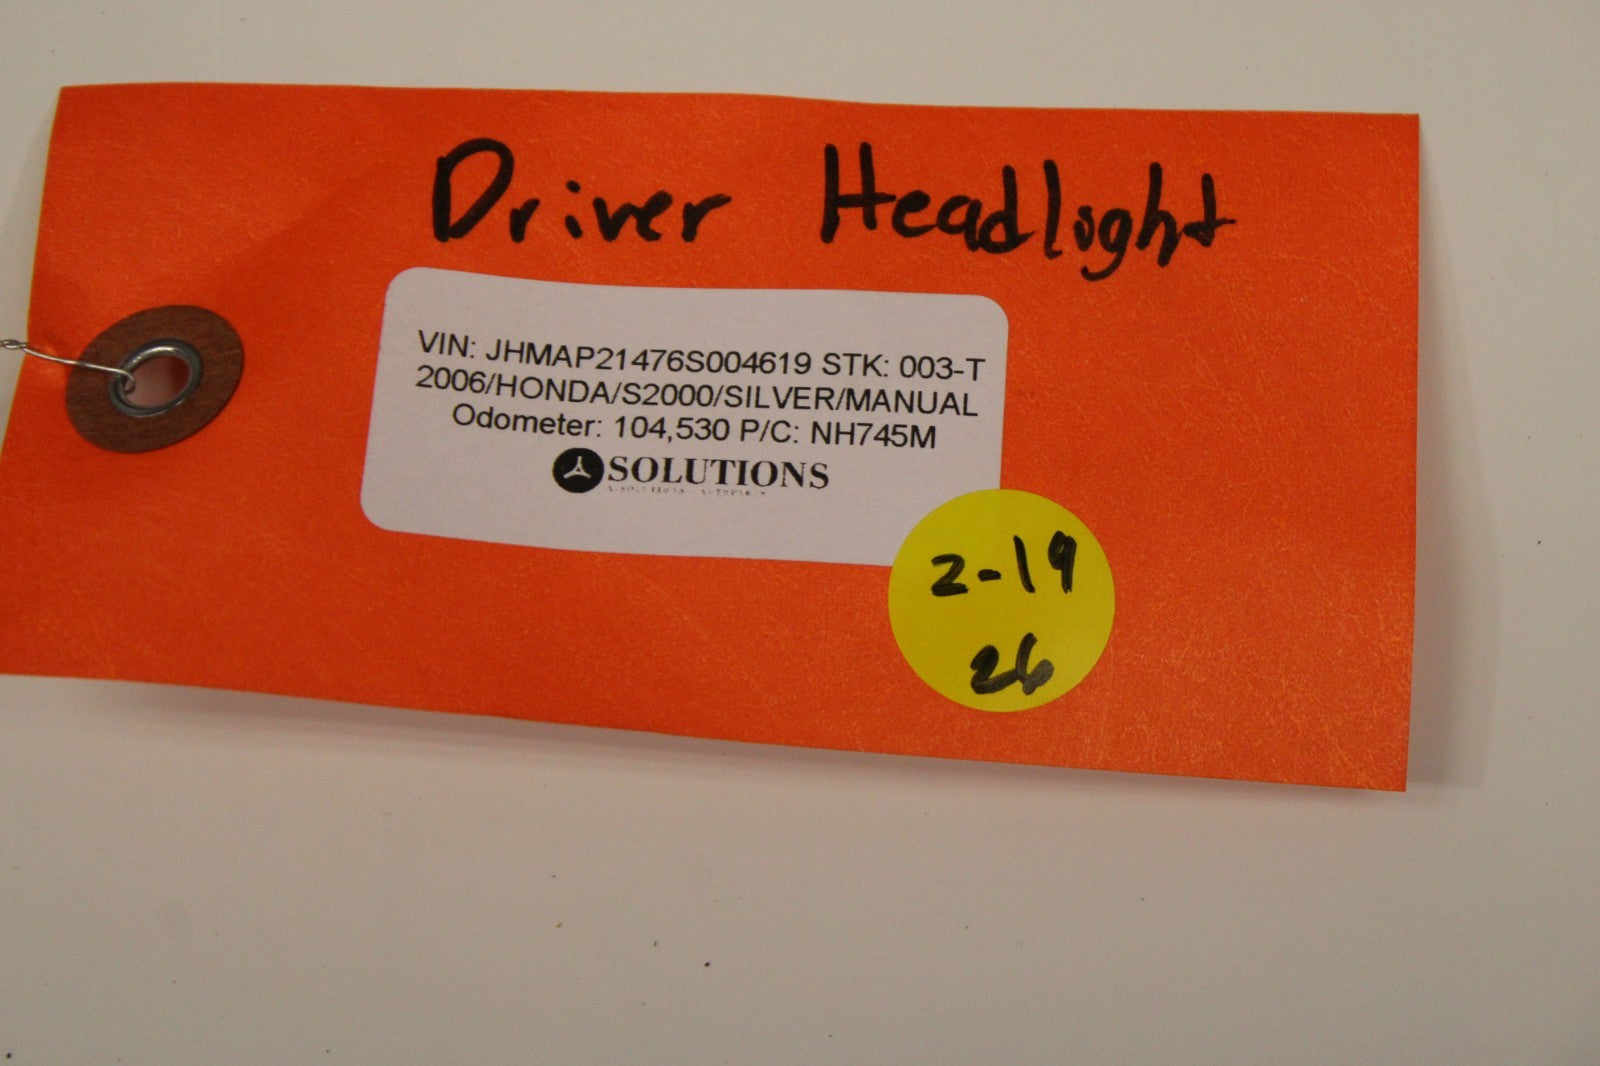 Driver Headlight
VIN: JHMAP21476S004619 STK: 003-T
2006/HONDA/S2000/SILVER/MANUAL
Odometer: 104,530 P/C: NH745M
SOLUTIONS
2-19
26